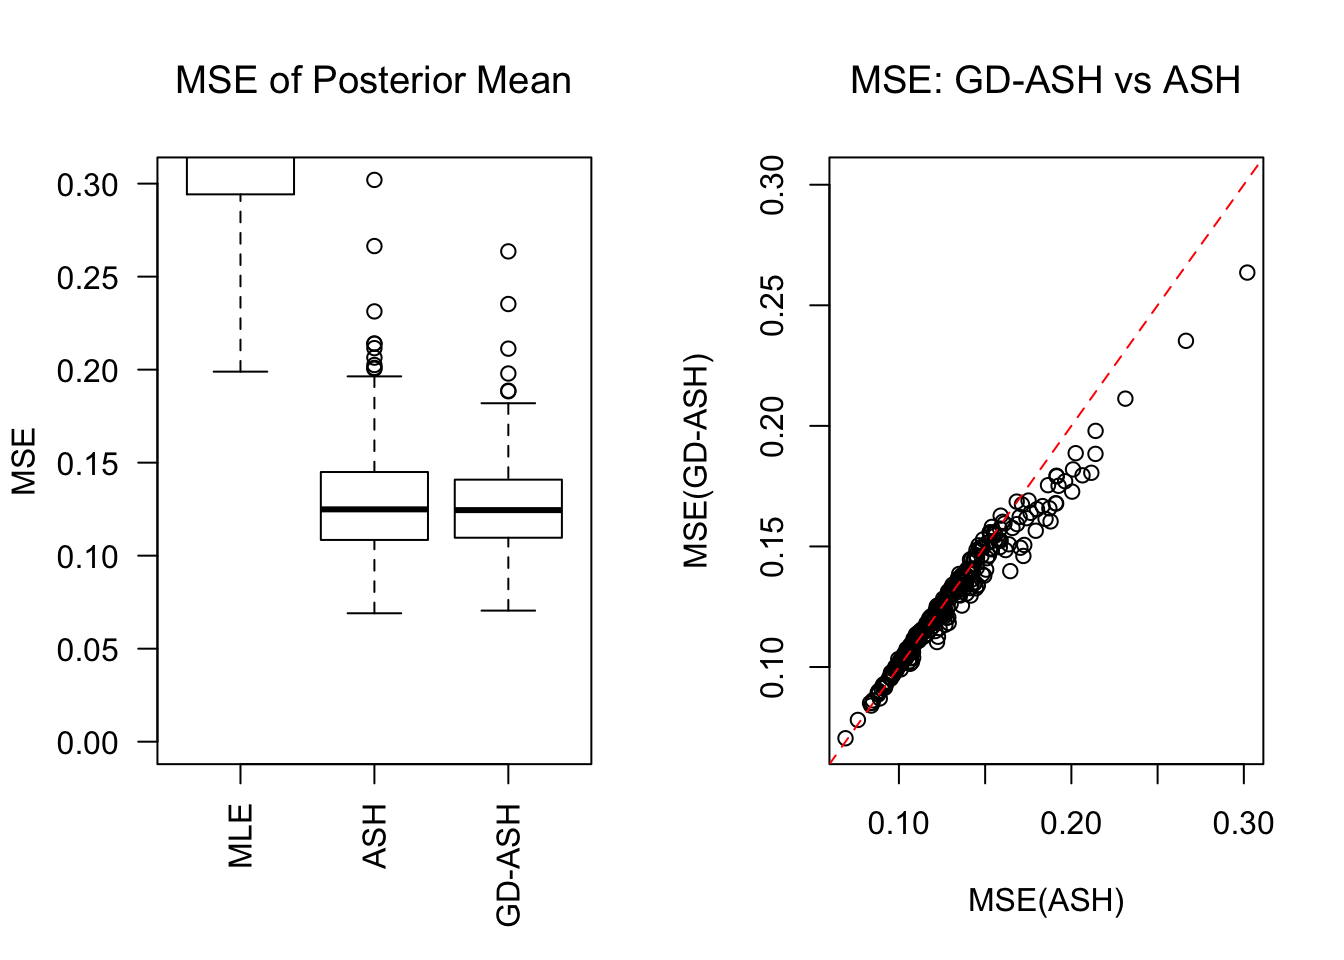 MSE of Posterior Mean
MSE
0.30
0.25
0.20
0.15
0.10
0.05
0.00
MLE
ASH
GD-ASH
MSE: GD-ASH vs ASH
MSE(GD-ASH)
0.30
0.25
0.20
0.15
0.10
0.10
0.20
0.30
MSE(ASH)